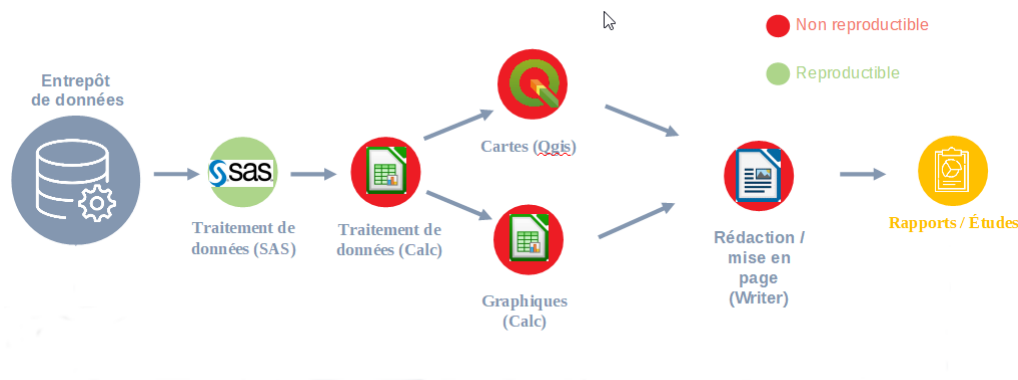 Non reproductible
Reproductible
Entrepôt
de données
sas
Traitement de
données (SAS)
Traitement de
données (Calc)
Cartes (Qgis)
Graphiques
(Calc)
Rédaction /
mise en
page
(Writer)
Rapports / Études